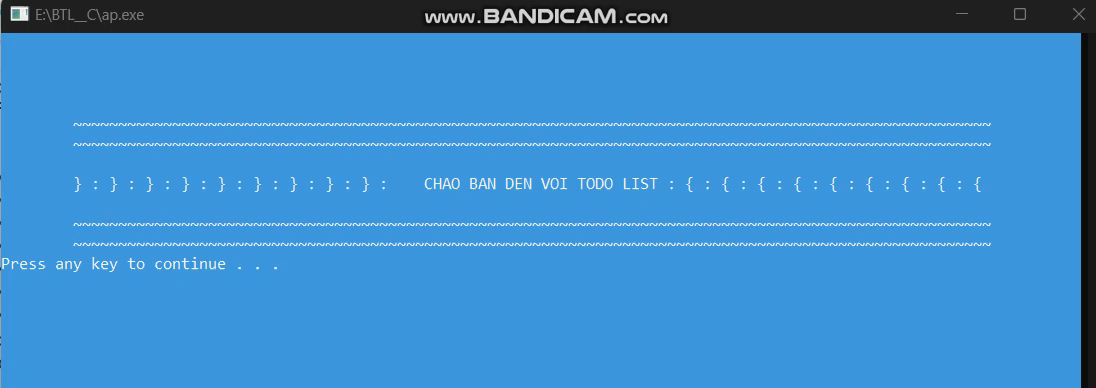 E:\BTL__C\ap.exe
www.BANDICAM.com
~~~~~~~~~~~~~~~~~~~~~~~~~~~~~~~~~~~~~~~~~~~~~~~~~~~~~~~~~~~~~~~~~~~~~~~~~~~~~~~~~~~~~~~~~~~~~~~~~~~~~~
~~~~~~~~~~~~~~~~~~~~~~~~~~~~~~~~~~~~~~~~~~~~~~~~~~~~~~~~~~~~~~~~~~~~~~~~~~~~~~~~~~~~~~~~~~~~~~~~~~~~~~
} : } : } : } : } : } : } : } : } :    CHAO BAN DEN VOI TODO LIST : { : { : { : { : { : { : { : { : {
~~~~~~~~~~~~~~~~~~~~~~~~~~~~~~~~~~~~~~~~~~~~~~~~~~~~~~~~~~~~~~~~~~~~~~~~~~~~~~~~~~~~~~~~~~~~~~~~~~~~~~
~~~~~~~~~~~~~~~~~~~~~~~~~~~~~~~~~~~~~~~~~~~~~~~~~~~~~~~~~~~~~~~~~~~~~~~~~~~~~~~~~~~~~~~~~~~~~~~~~~~~~~
Press any key to continue . . .